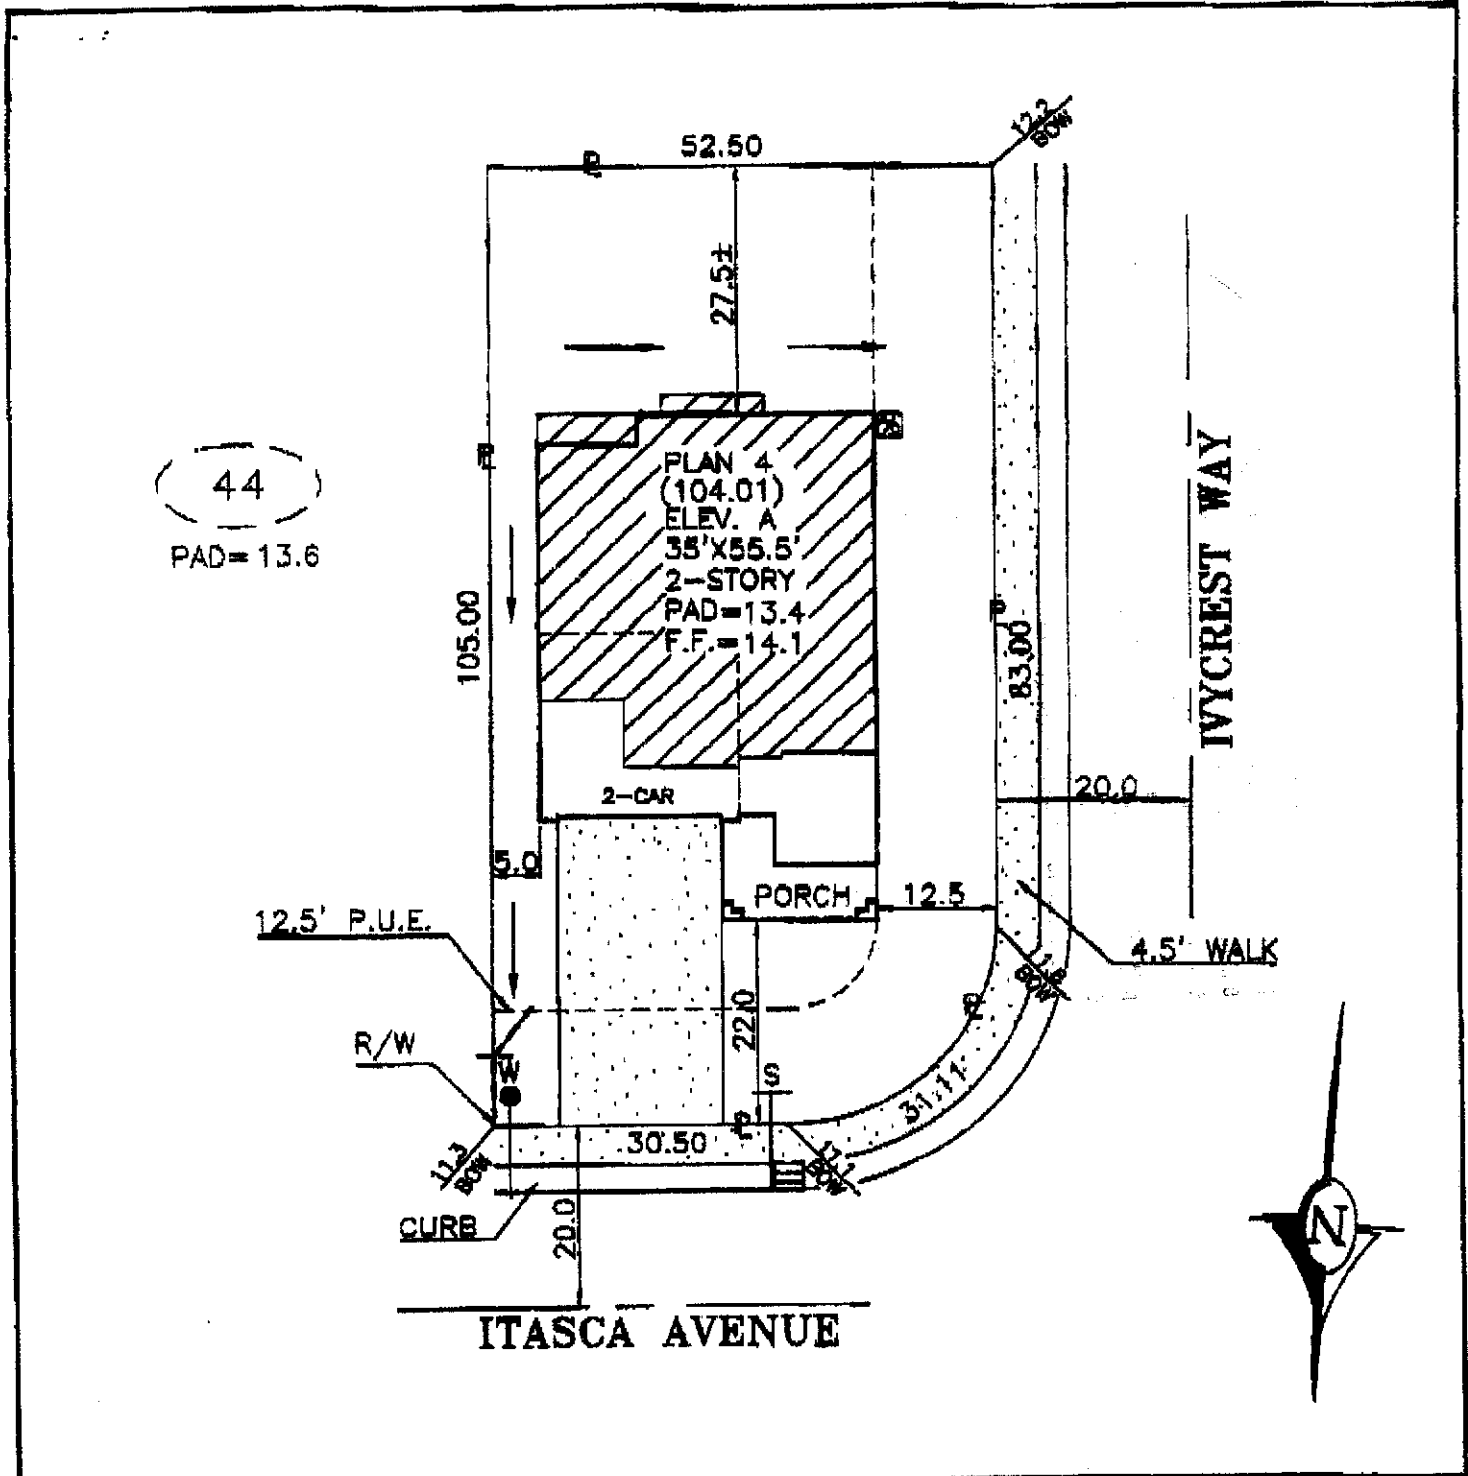 12.2
BOW
52.50
27.5±
44
PAD=13.6
PLAN 4
(104.01)
ELEV. A
35'X55.5'
2-STORY
PAD=13.4
F.F.=14.1
105.00
83.00
IVYCREST WAY
2-CAR
20.0
5.0
PORCH
12.5
12.5' P.U.E.
4.5' WALK
BOW
22.0
R/W
W
S
31.11
30.50
11.3
BOW
BOW
CURB
20.0
N
ITASCA AVENUE